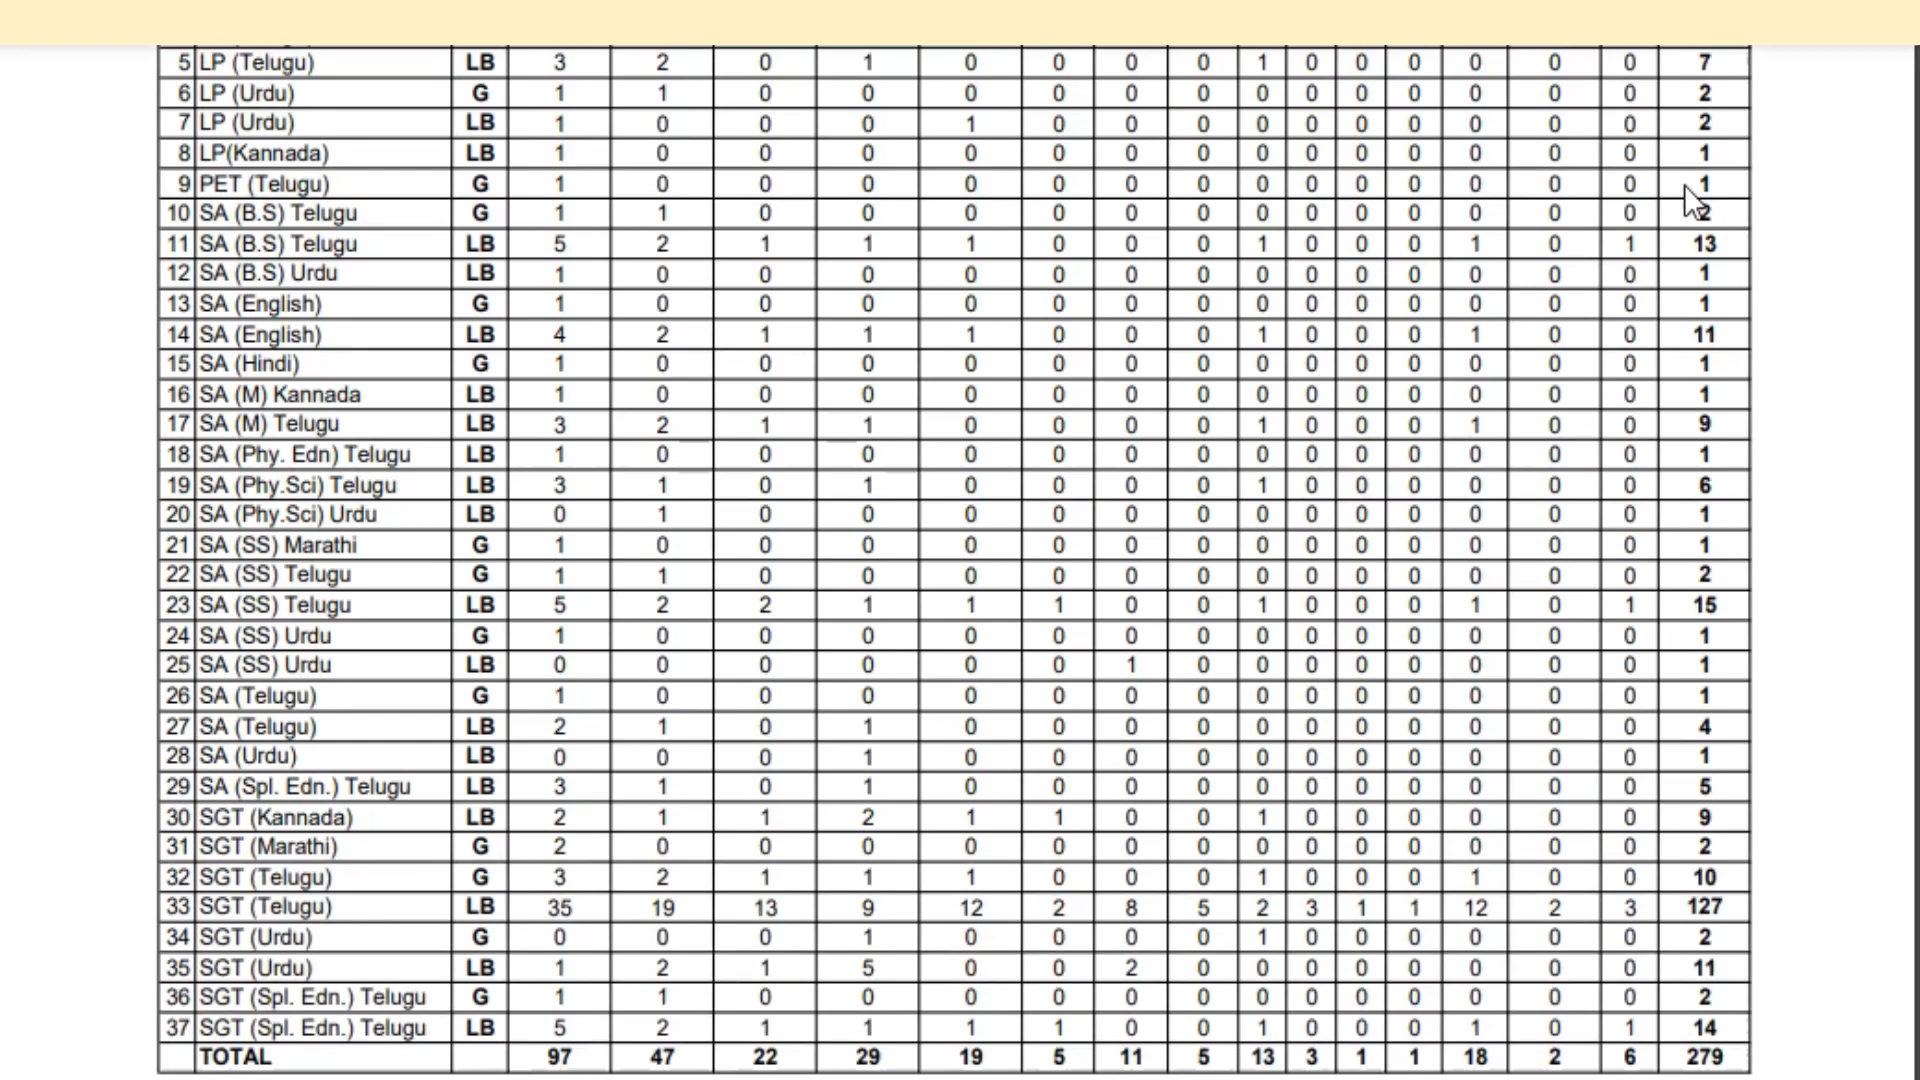 5 LP (Telugu) LB 3 2 0 1 0 0 0 0 1 0 0 0 0 0 0 7
6 LP (Urdu) G 1 1 0 0 0 0 0 0 0 0 0 0 0 0 0 2
7 LP (Urdu) LB 1 0 0 0 1 0 0 0 0 0 0 0 0 0 0 2
8 LP(Kannada) LB 1 0 0 0 0 0 0 0 0 0 0 0 0 0 0 1
9 PET (Telugu) G 1 0 0 0 0 0 0 0 0 0 0 0 0 0 0 1
10 SA (B.S) Telugu G 1 1 0 0 0 0 0 0 0 0 0 0 0 0 0 2
11 SA (B.S) Telugu LB 5 2 1 1 1 0 0 0 1 0 0 0 1 0 1 13
12 SA (B.S) Urdu LB 1 0 0 0 0 0 0 0 0 0 0 0 0 0 0 1
13 SA (English) G 1 0 0 0 0 0 0 0 0 0 0 0 0 0 0 1
14 SA (English) LB 4 2 1 1 1 0 0 0 1 0 0 0 1 0 0 11
15 SA (Hindi) G 1 0 0 0 0 0 0 0 0 0 0 0 0 0 0 1
16 SA (M) Kannada LB 1 0 0 0 0 0 0 0 0 0 0 0 0 0 0 1
17 SA (M) Telugu LB 3 2 1 1 0 0 0 0 1 0 0 0 1 0 0 9
18 SA (Phy. Edn) Telugu LB 1 0 0 0 0 0 0 0 0 0 0 0 0 0 0 1
19 SA (Phy.Sci) Telugu LB 3 1 0 1 0 0 0 0 1 0 0 0 0 0 0 6
20 SA (Phy.Sci) Urdu LB 0 1 0 0 0 0 0 0 0 0 0 0 0 0 0 1
21 SA (SS) Marathi G 1 0 0 0 0 0 0 0 0 0 0 0 0 0 0 1
22 SA (SS) Telugu G 1 1 0 0 0 0 0 0 0 0 0 0 0 0 0 2
23 SA (SS) Telugu LB 5 2 2 1 1 1 0 0 1 0 0 0 1 0 1 15
24 SA (SS) Urdu G 1 0 0 0 0 0 0 0 0 0 0 0 0 0 0 1
25 SA (SS) Urdu LB 0 0 0 0 0 0 1 0 0 0 0 0 0 0 0 1
26 SA (Telugu) G 1 0 0 0 0 0 0 0 0 0 0 0 0 0 0 1
27 SA (Telugu) LB 2 1 0 1 0 0 0 0 0 0 0 0 0 0 0 4
28 SA (Urdu) LB 0 0 0 1 0 0 0 0 0 0 0 0 0 0 0 1
29 SA (Spl. Edn.) Telugu LB 3 1 0 1 0 0 0 0 0 0 0 0 0 0 0 5
30 SGT (Kannada) LB 2 1 1 2 1 1 0 0 1 0 0 0 0 0 0 9
31 SGT (Marathi) G 2 0 0 0 0 0 0 0 0 0 0 0 0 0 0 2
32 SGT (Telugu) G 3 2 1 1 1 0 0 0 1 0 0 0 1 0 0 10
33 SGT (Telugu) LB 35 19 13 9 12 2 8 5 2 3 1 1 12 2 3 127
34 SGT (Urdu) G 0 0 0 1 0 0 0 0 1 0 0 0 0 0 0 2
35 SGT (Urdu) LB 1 2 1 5 0 0 2 0 0 0 0 0 0 0 0 11
36 SGT (Spl. Edn.) Telugu G 1 1 0 0 0 0 0 0 0 0 0 0 0 0 0 2
37 SGT (Spl. Edn.) Telugu LB 5 2 1 1 1 1 0 0 1 0 0 0 1 0 1 14
TOTAL 97 47 22 29 19 5 11 5 13 3 1 1 18 2 6 279